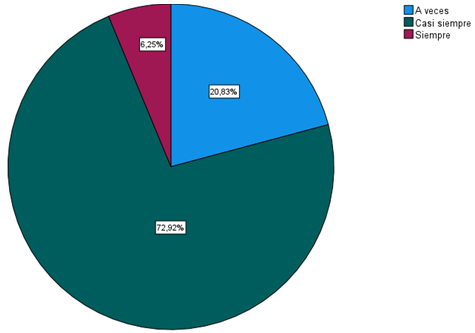 A veces
Casi siempre
Siempre
6,25%
20,83%
72,92%